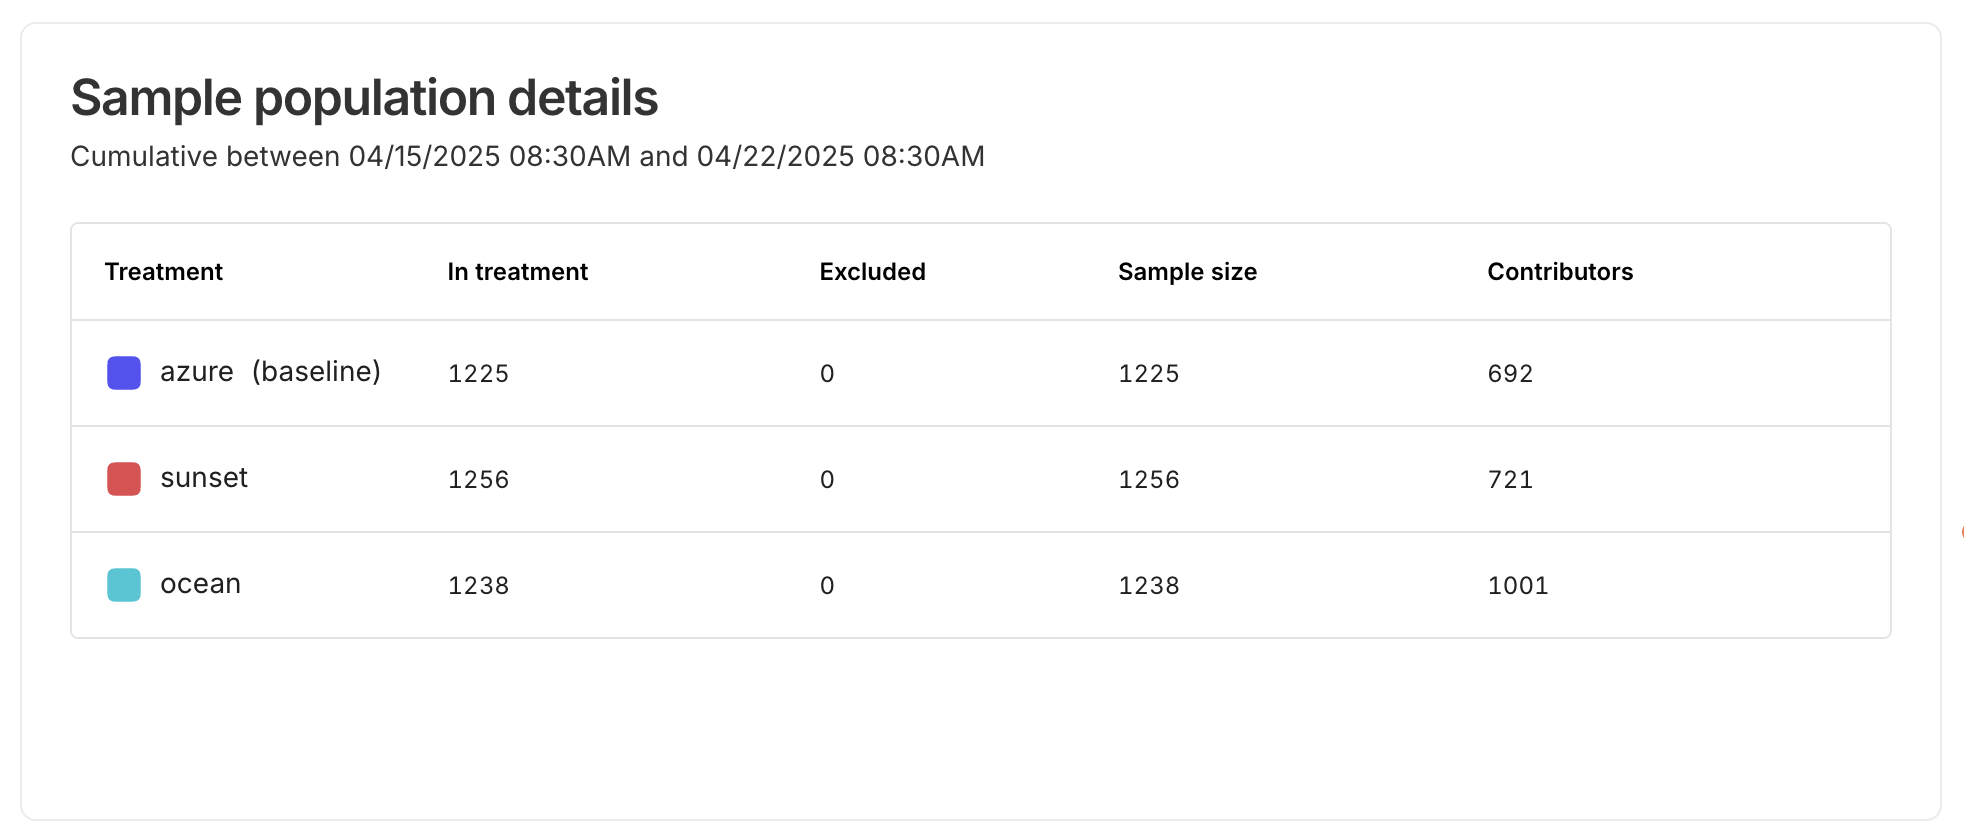 Sample population details
Cumulative between 04/15/2025 08:30AM and 04/22/2025 08:30AM
Treatment In treatment Excluded Sample size Contributors
azure (baseline) 1225 0 1225 692
sunset 1256 0 1256 721
ocean 1238 0 1238 1001